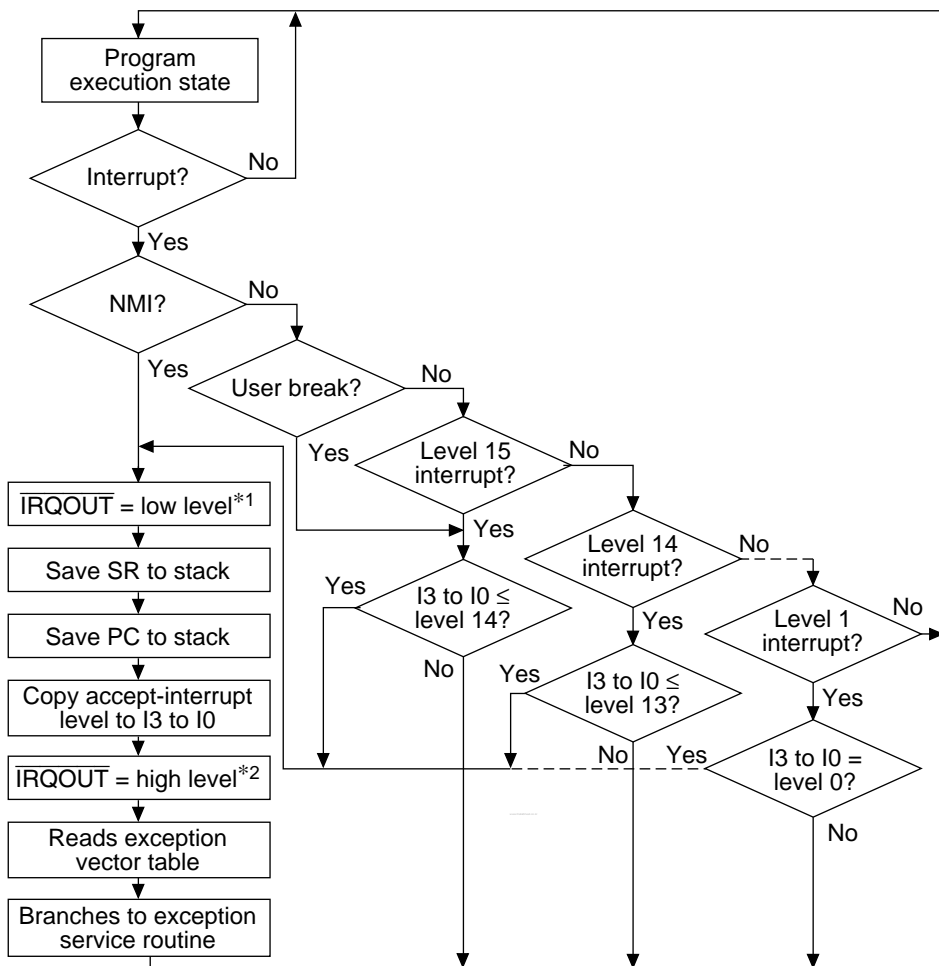 Program
execution state
No
Interrupt?
Yes
No
NMI?
Yes
No
User break?
Yes
No
Level 15
interrupt?
Yes
No
Level 14
interrupt?
Yes
No
Level 1
interrupt?
Yes
IRQOUT = low level*1
Save SR to stack
Save PC to stack
Copy accept-interrupt
level to I3 to I0
IRQOUT = high level*2
Reads exception
vector table
Branches to exception
service routine
Yes
I3 to I0 ≤
level 14?
No
Yes
I3 to I0 ≤
level 13?
No
Yes
I3 to I0 =
level 0?
No